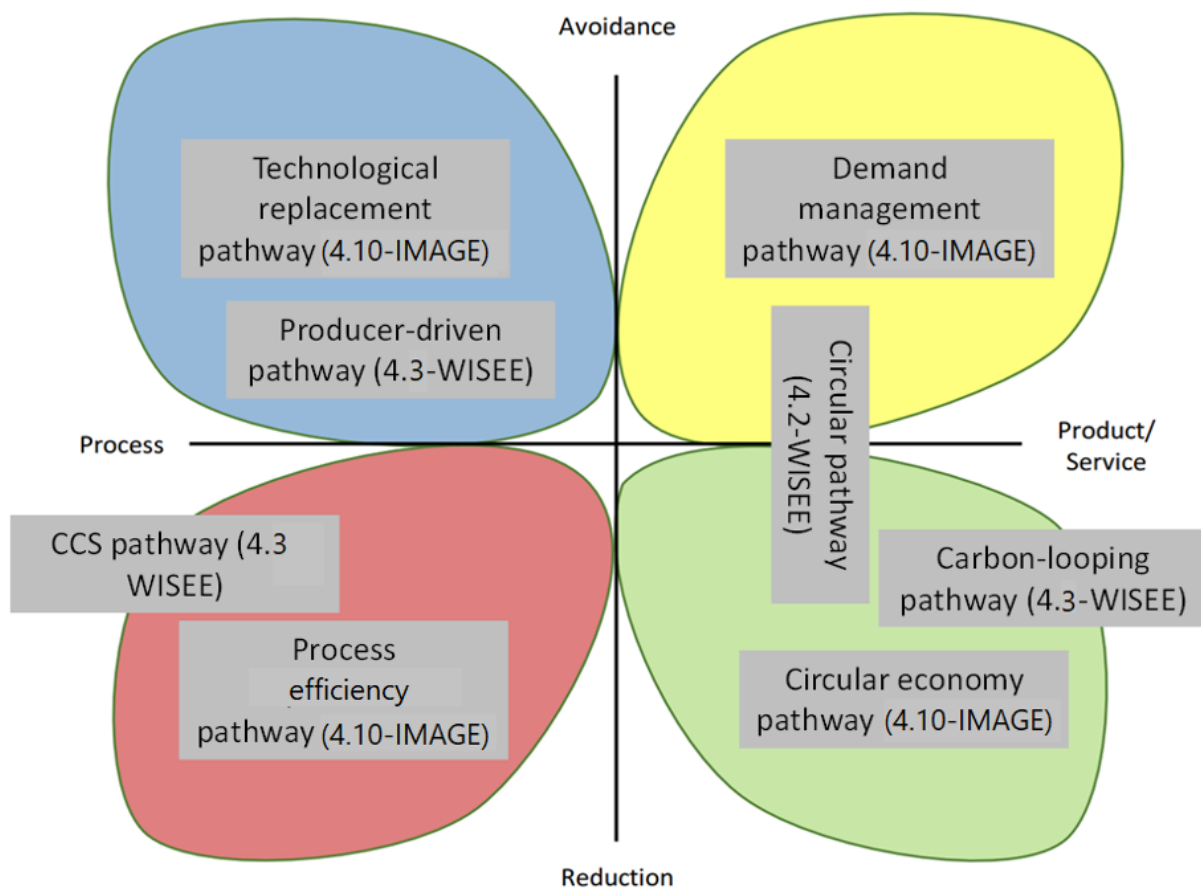 Avoidance
Technological
replacement
pathway (4.10-IMAGE)
Demand
management
pathway (4.10-IMAGE)
Producer-driven
pathway (4.3-WISEE)
Circular pathway
(4.2-WISEE)
Process
Product/
Service
CCS pathway (4.3
WISEE)
Carbon-looping
pathway (4.3-WISEE)
Process
efficiency
pathway (4.10-IMAGE)
Circular economy
pathway (4.10-IMAGE)
Reduction